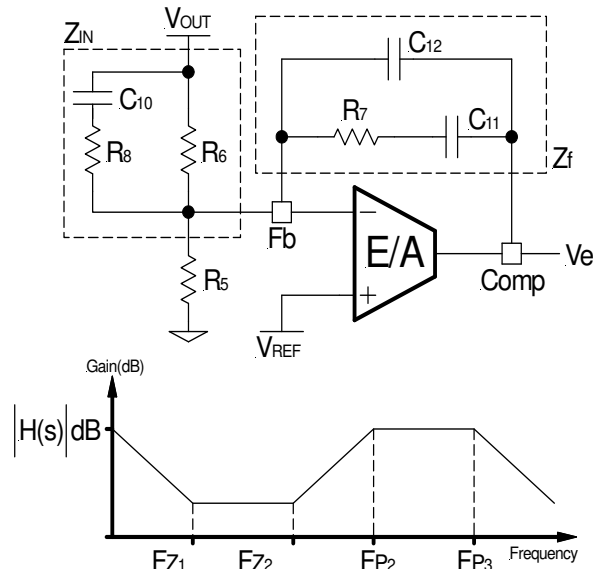 VOUT
ZIN
C12
C10
R7
C11
R8
R6
Zf
Fb
E/A
Ve
R5
Comp
VREF
Gain(dB)
|H(s)|dB
FZ1
FZ2
FP2
FP3
Frequency